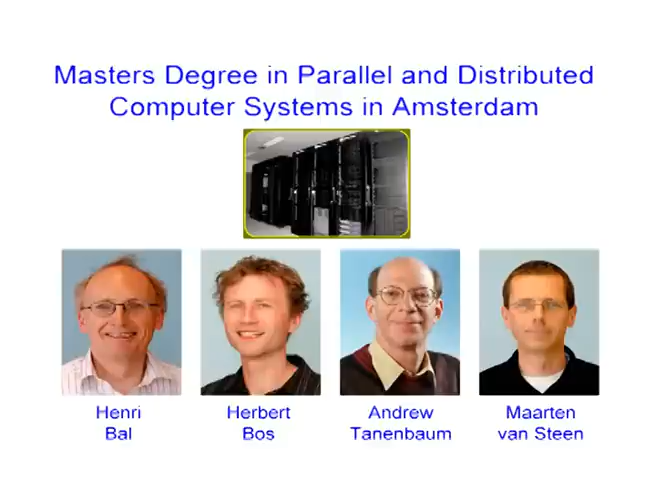 Masters Degree in Parallel and Distributed
Computer Systems in Amsterdam
Henri
Bal
Herbert
Bos
Andrew
Tanenbaum
Maarten
van Steen